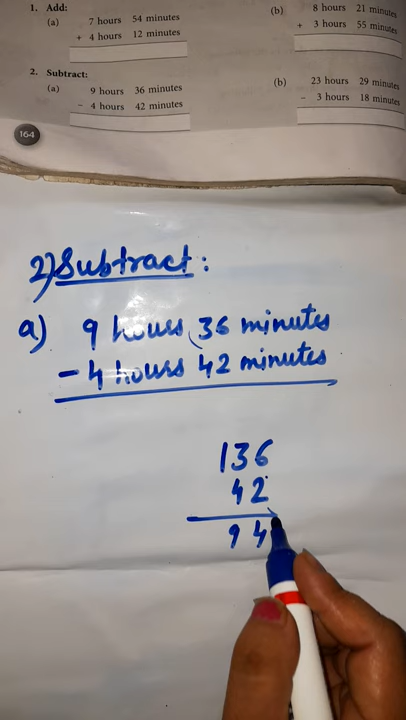 1. Add:
(a) 7 hours 54 minutes
+ 4 hours 12 minutes
(b) 8 hours 21 minutes
+ 3 hours 55 minutes
2. Subtract:
(a) 9 hours 36 minutes
− 4 hours 42 minutes
(b) 23 hours 29 minutes
− 3 hours 18 minutes
164
2) Subtract:
a) 9 hours 36 minutes
− 4 hours 42 minutes
136
42
94